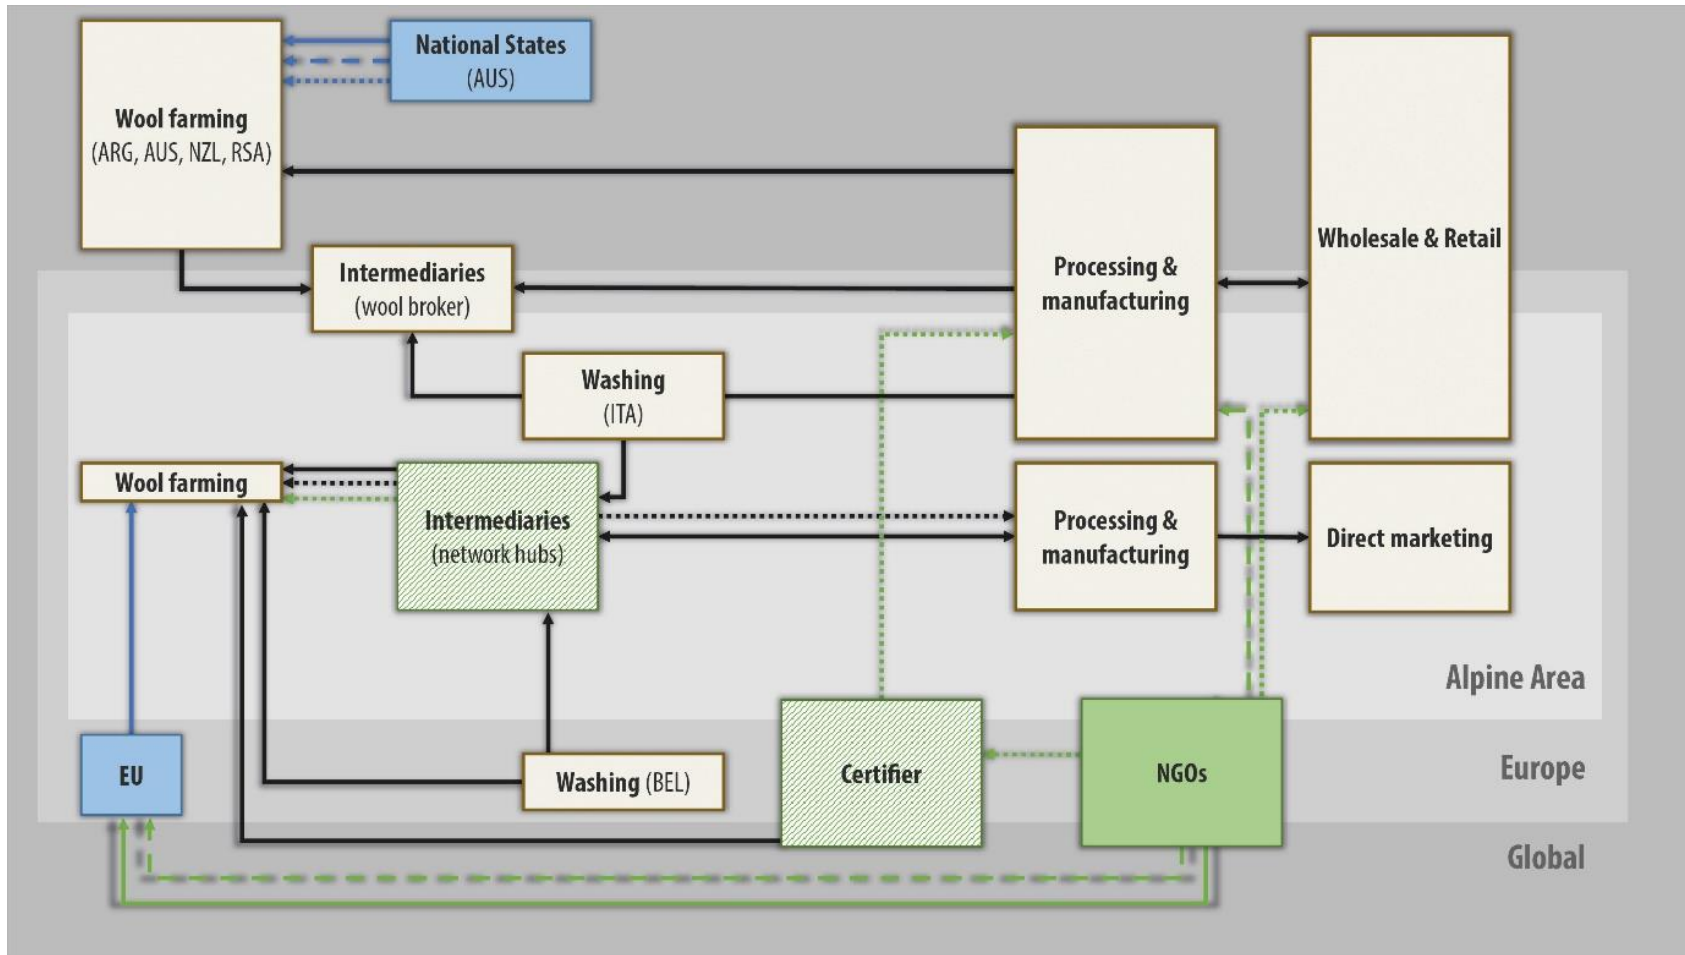 National States
(AUS)
Wool farming
(ARG, AUS, NZL, RSA)
Wholesale & Retail
Intermediaries
(wool broker)
Processing &
manufacturing
Washing
(ITA)
Wool farming
Intermediaries
(network hubs)
Processing &
manufacturing
Direct marketing
Alpine Area
EU
Washing (BEL)
Certifier
NGOs
Europe
Global